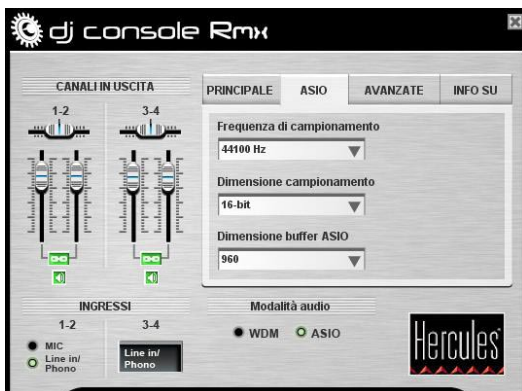 dj console Rmx
CANALI IN USCITA
1-2
3-4
PRINCIPALE
ASIO
AVANZATE
INFO SU
Frequenza di campionamento
44100 Hz
Dimensione campionamento
16-bit
Dimensione buffer ASIO
960
INGRESSI
1-2
3-4
MIC
Line in/
Phono
Line in/
Phono
Modalità audio
WDM
ASIO
Hercules